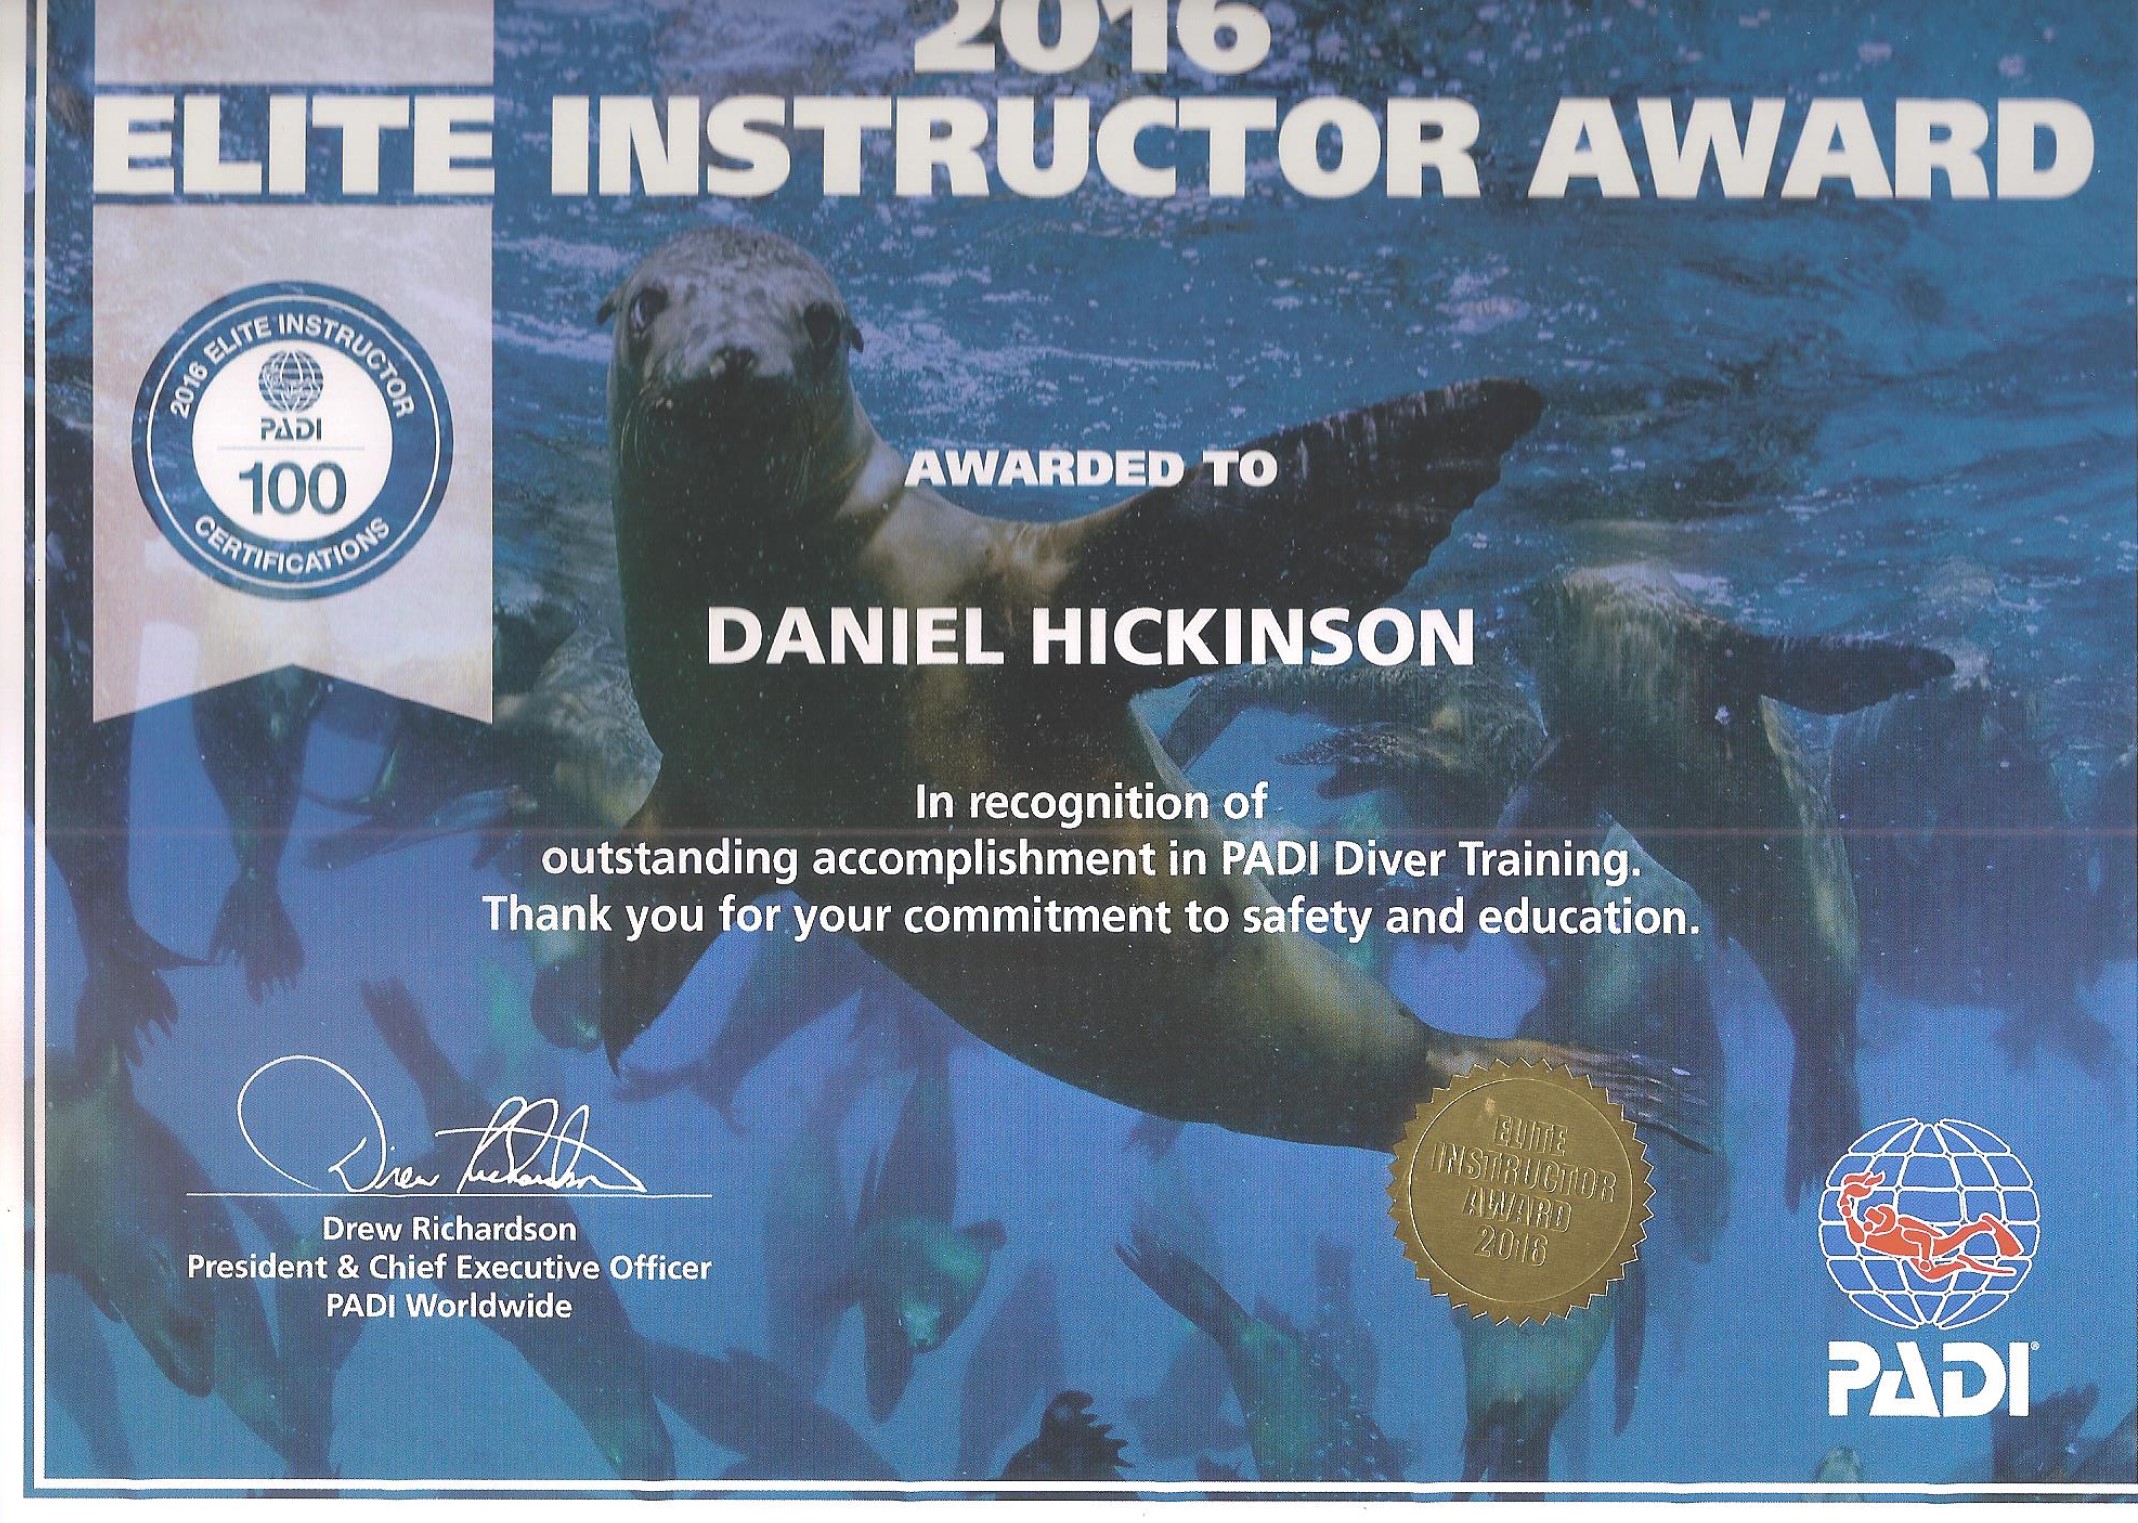 2016
ELITE INSTRUCTOR AWARD
2016 ELITE INSTRUCTOR
PADI
100
CERTIFICATIONS
AWARDED TO
DANIEL HICKINSON
In recognition of
outstanding accomplishment in PADI Diver Training.
Thank you for your commitment to safety and education.
Drew Richardson
Drew Richardson
President & Chief Executive Officer
PADI Worldwide
ELITE
INSTRUCTOR
AWARD
2016
PADI®